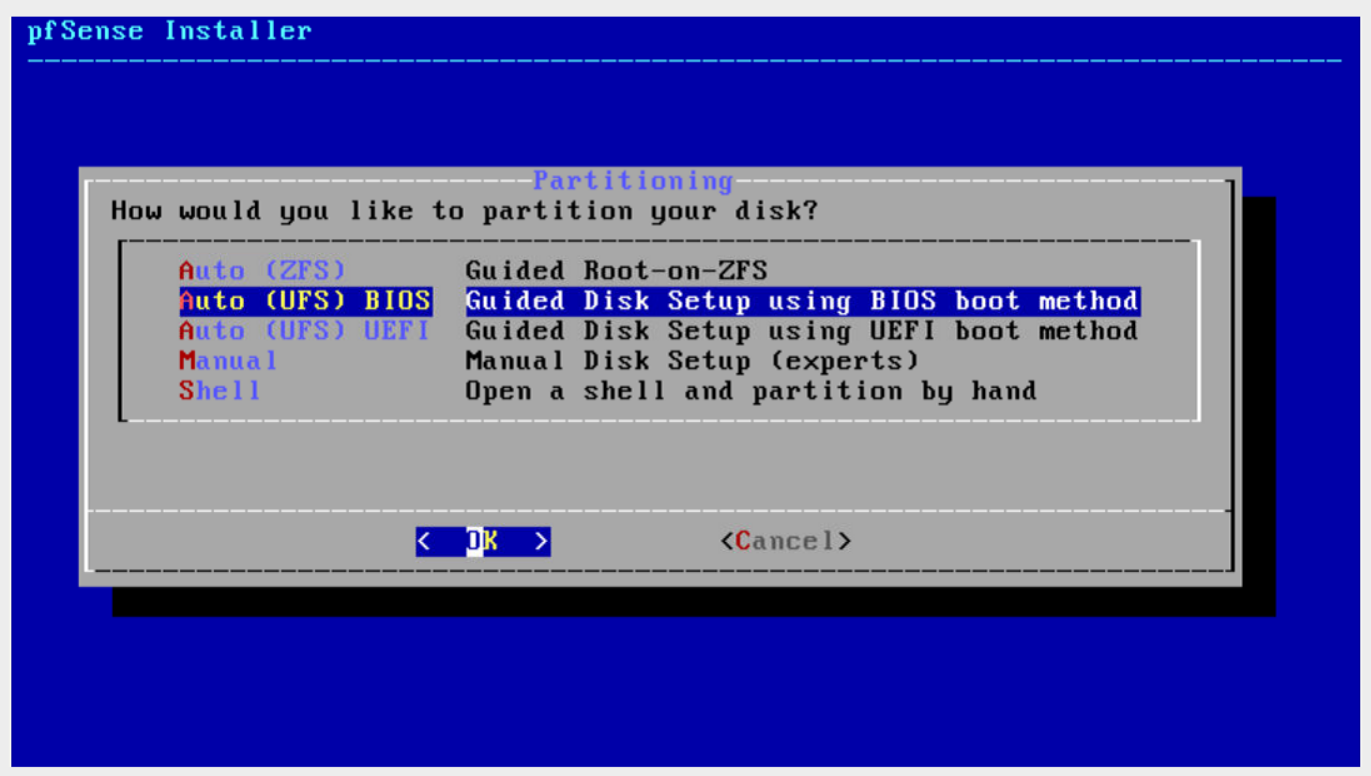 pfSense Installer
Partitioning
How would you like to partition your disk?
Auto (ZFS) Guided Root-on-ZFS
Auto (UFS) BIOS Guided Disk Setup using BIOS boot method
Auto (UFS) UEFI Guided Disk Setup using UEFI boot method
Manual Manual Disk Setup (experts)
Shell Open a shell and partition by hand
< OK > <Cancel>